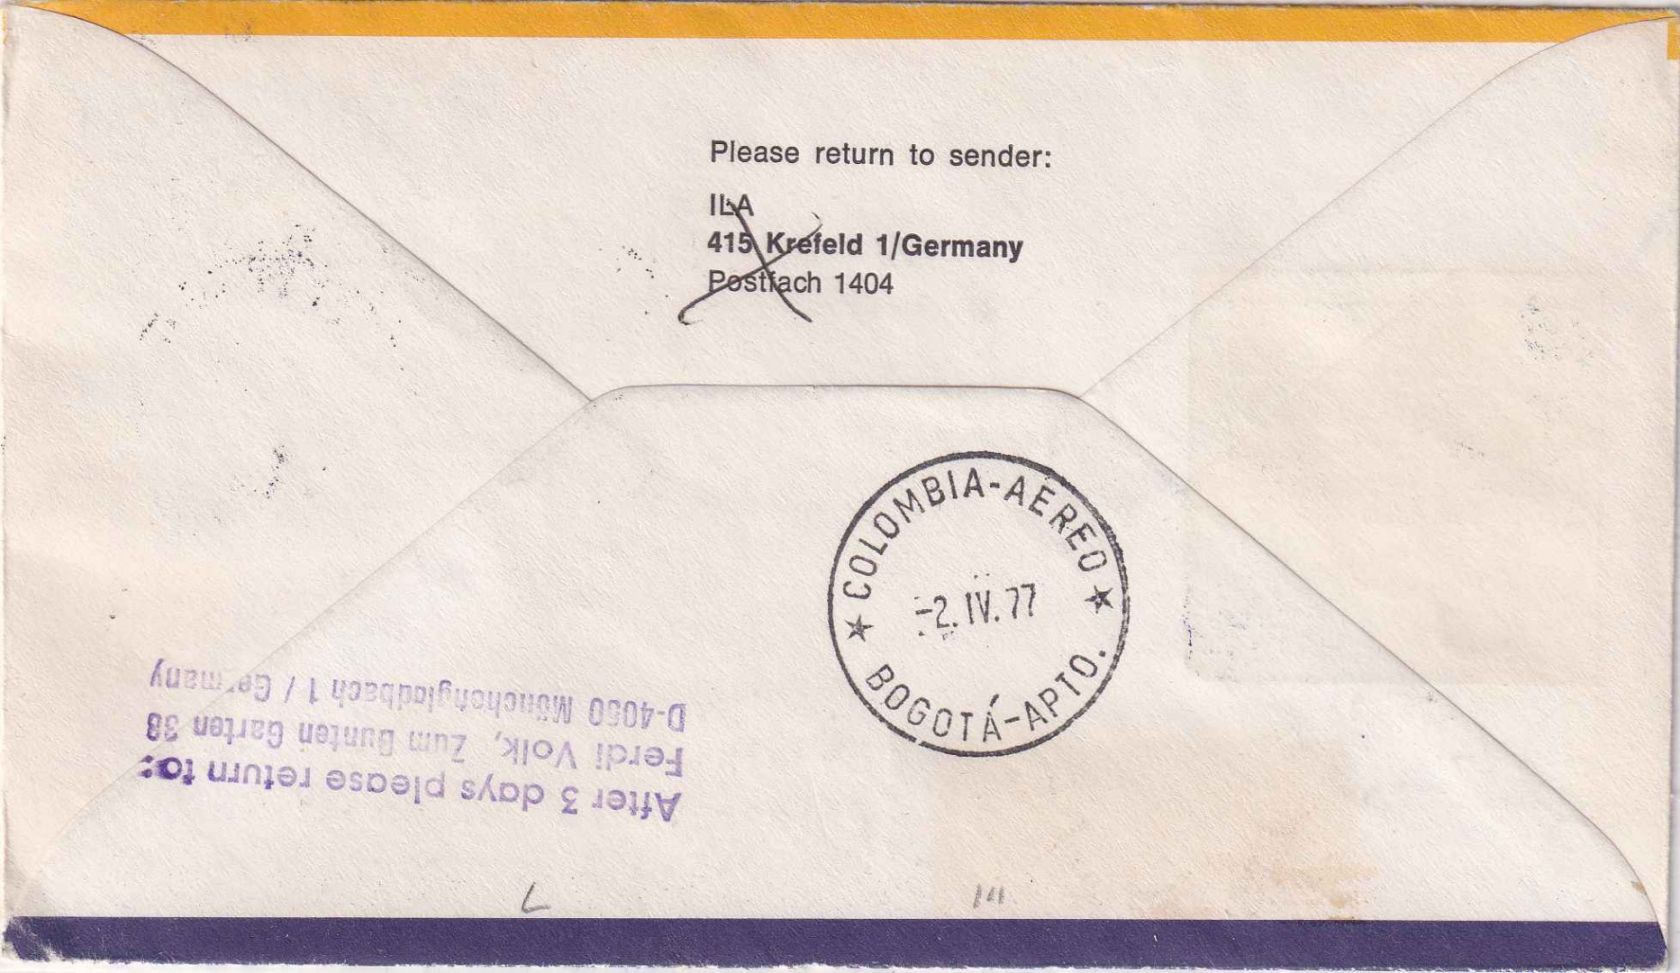 Please return to sender:
ILA
415 Krefeld 1/Germany
Postfach 1404
★ COLOMBIA-AEREO ★
-2. IV. 77
BOGOTÁ-APTO.
After 3 days please return to:
Ferdi Volk, Zum Bunten Garten 38
D-4050 Mönchengladbach 1 / Germany